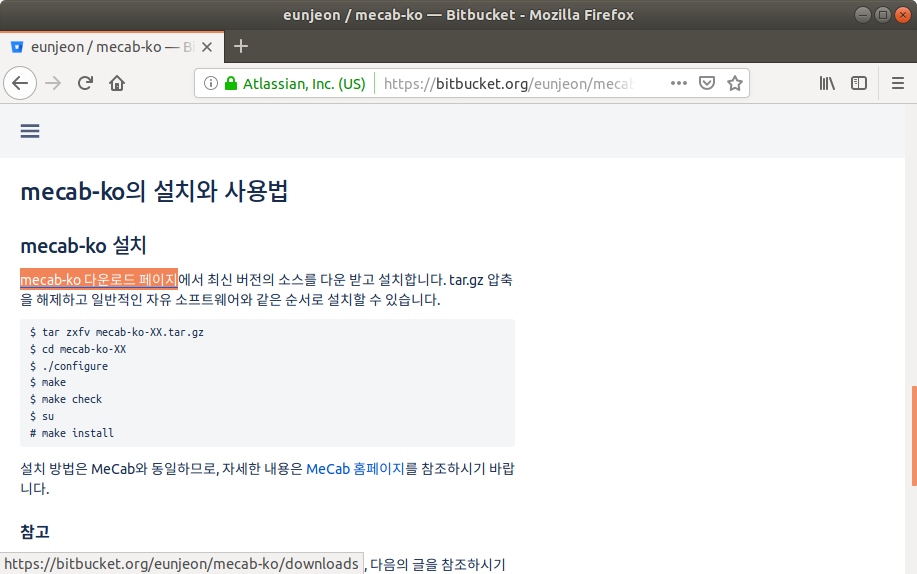 eunjeon / mecab-ko — Bitbucket - Mozilla Firefox
eunjeon / mecab-ko — B
Atlassian, Inc. (US) https://bitbucket.org/eunjeon/meca
mecab-ko의 설치와 사용법
mecab-ko 설치
mecab-ko 다운로드 페이지에서 최신 버전의 소스를 다운 받고 설치합니다. tar.gz 압축
을 해제하고 일반적인 자유 소프트웨어와 같은 순서로 설치할 수 있습니다.
$ tar zxfv mecab-ko-XX.tar.gz
$ cd mecab-ko-XX
$ ./configure
$ make
$ make check
$ su
# make install
설치 방법은 MeCab와 동일하므로, 자세한 내용은 MeCab 홈페이지를 참조하시기 바랍
니다.
참고
https://bitbucket.org/eunjeon/mecab-ko/downloads , 다음의 글을 참조하시기